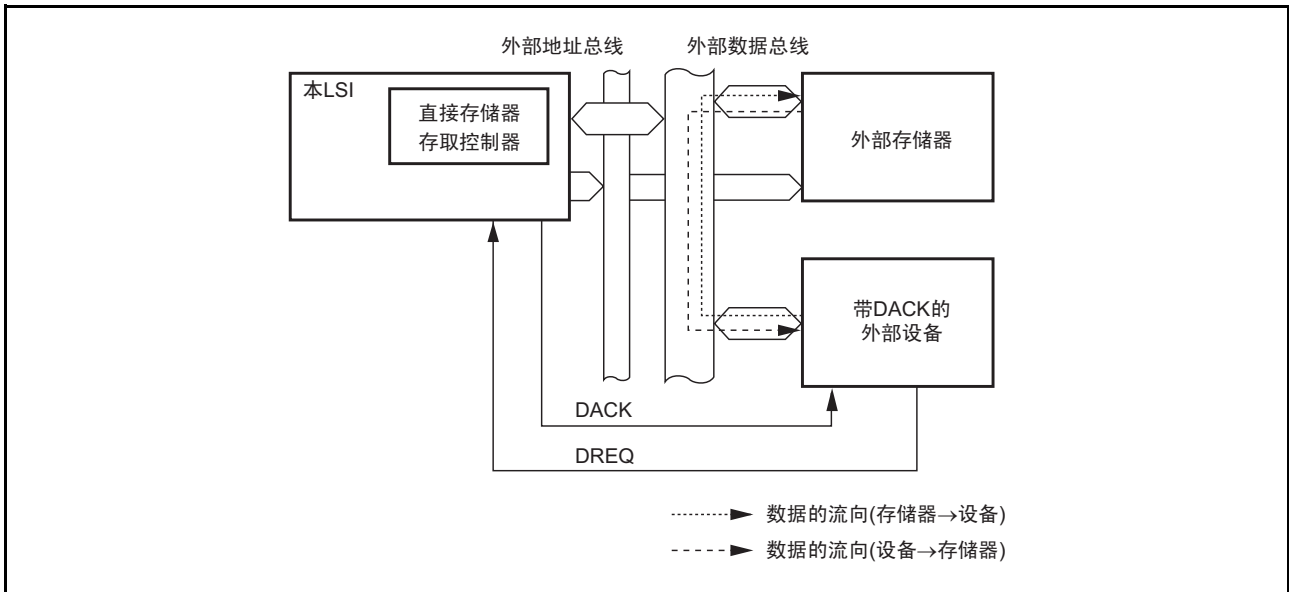 外部地址总线
外部数据总线
本LSI
直接存储器
存取控制器
外部存储器
带DACK的
外部设备
DACK
DREQ
数据的流向(存储器→设备)
数据的流向(设备→存储器)